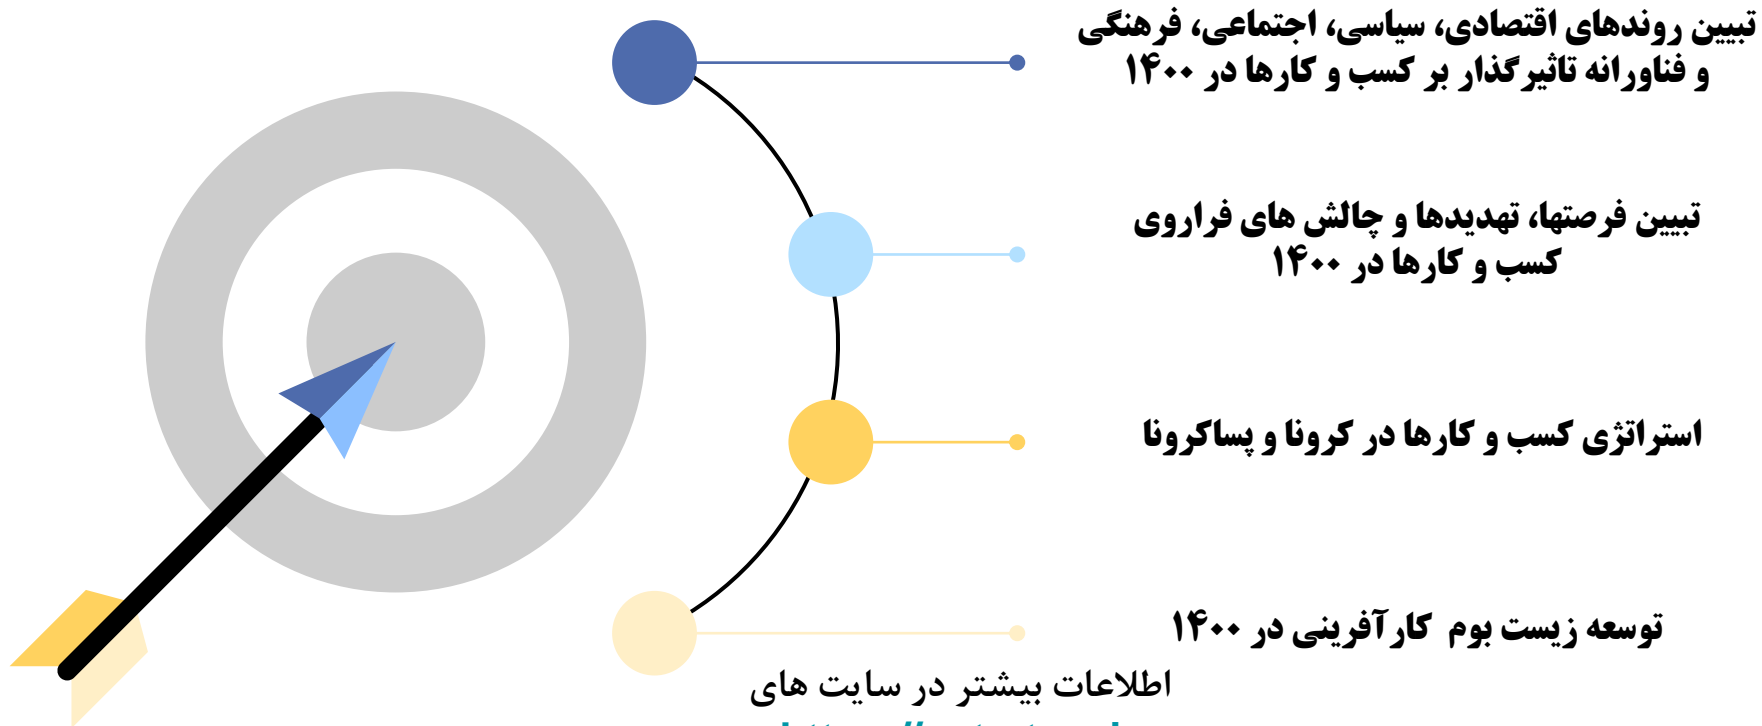 تبیین روندهای اقتصادی، سیاسی، اجتماعی، فرهنگی
و فناورانه تاثیرگذار بر کسب و کارها در ۱۴۰۰
تبیین فرصتها، تهدیدها و چالش های فراروی
کسب و کارها در ۱۴۰۰
استراتژی کسب و کارها در کرونا و پساکرونا
توسعه زیست بوم کارآفرینی در ۱۴۰۰
اطلاعات بیشتر در سایت های